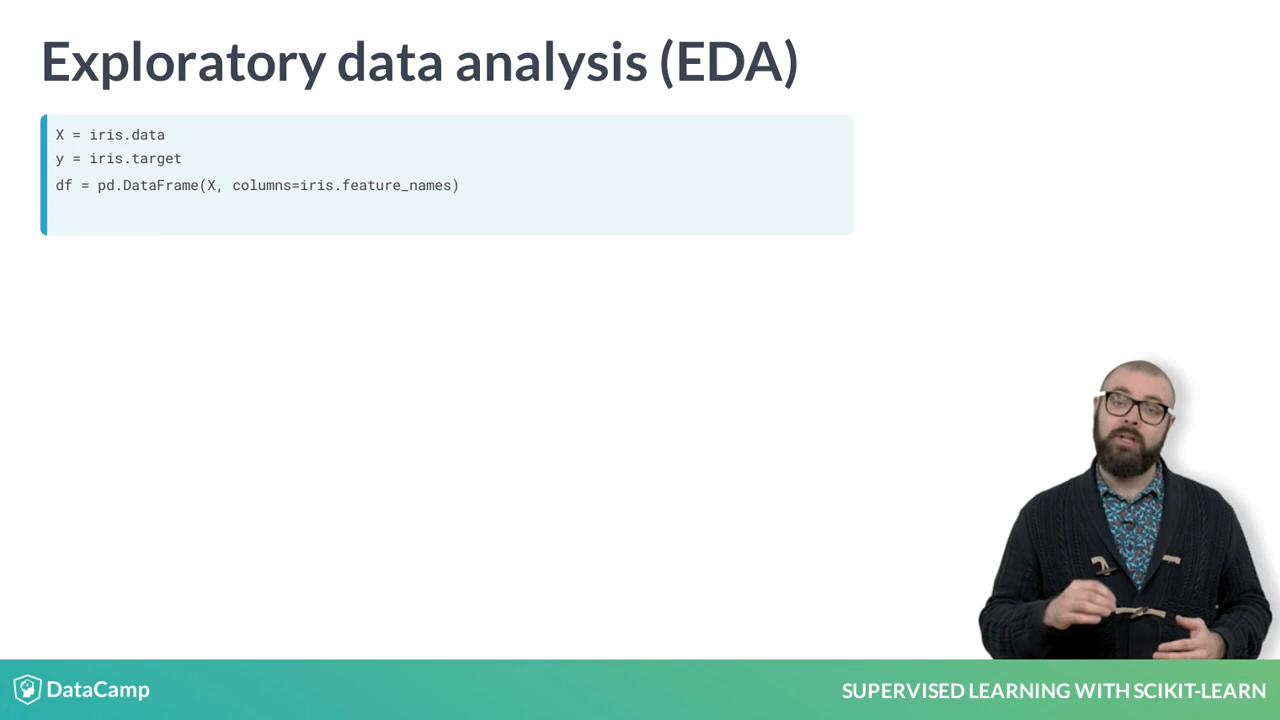 Exploratory data analysis (EDA)
X = iris.data
y = iris.target
df = pd.DataFrame(X, columns=iris.feature_names)
DataCamp
SUPERVISED LEARNING WITH SCIKIT-LEARN